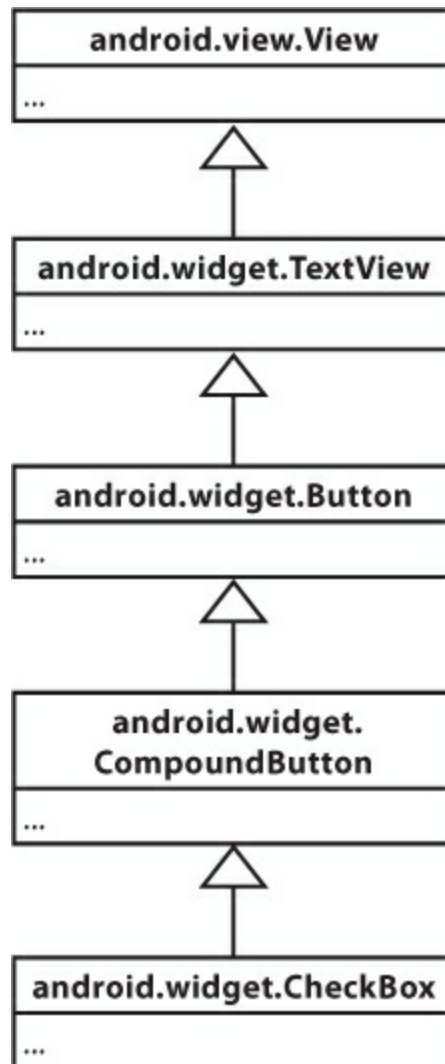 android.view.View
...
android.widget.TextView
...
android.widget.Button
...
android.widget.
CompoundButton
...
android.widget.CheckBox
...